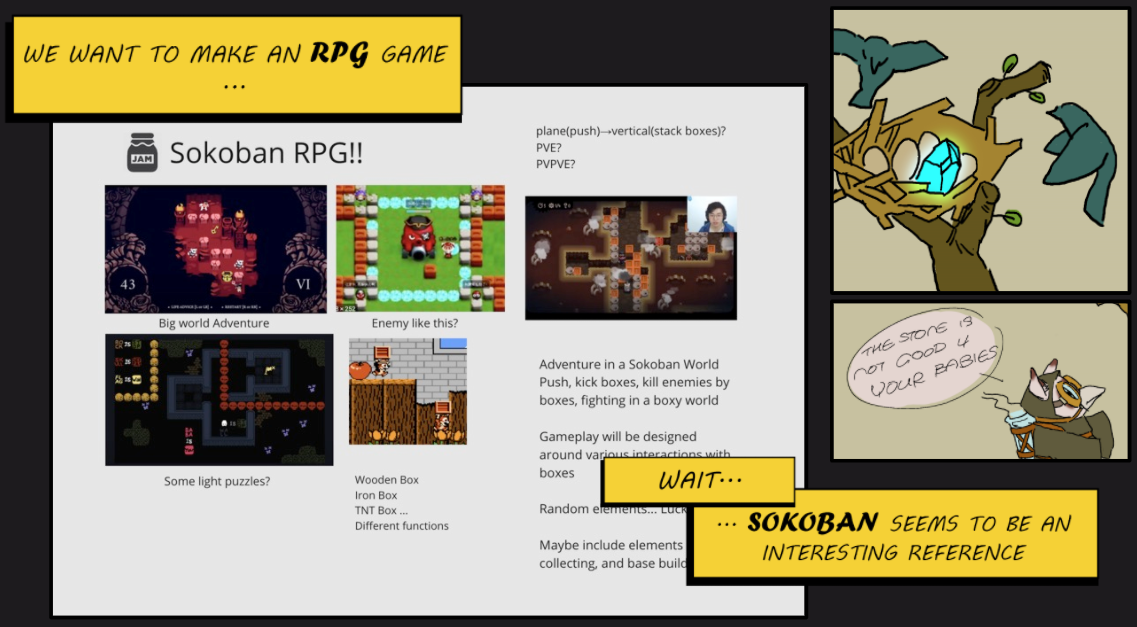 WE WANT TO MAKE AN RPG GAME
...
JAM
Sokoban RPG!!
43
VI
Big world Adventure
Enemy like this?
Some light puzzles?
Wooden Box
Iron Box
TNT Box ...
Different functions
plane(push)→vertical(stack boxes)?
PVE?
PVPVE?
Adventure in a Sokoban World
Push, kick boxes, kill enemies by
boxes, fighting in a boxy world
Gameplay will be designed
around various interactions with
boxes
Random elements... Luck
Maybe include elements
collecting, and base build
WAIT...
... SOKOBAN SEEMS TO BE AN
INTERESTING REFERENCE
THE STONE IS
NOT GOOD 4
YOUR BABIES